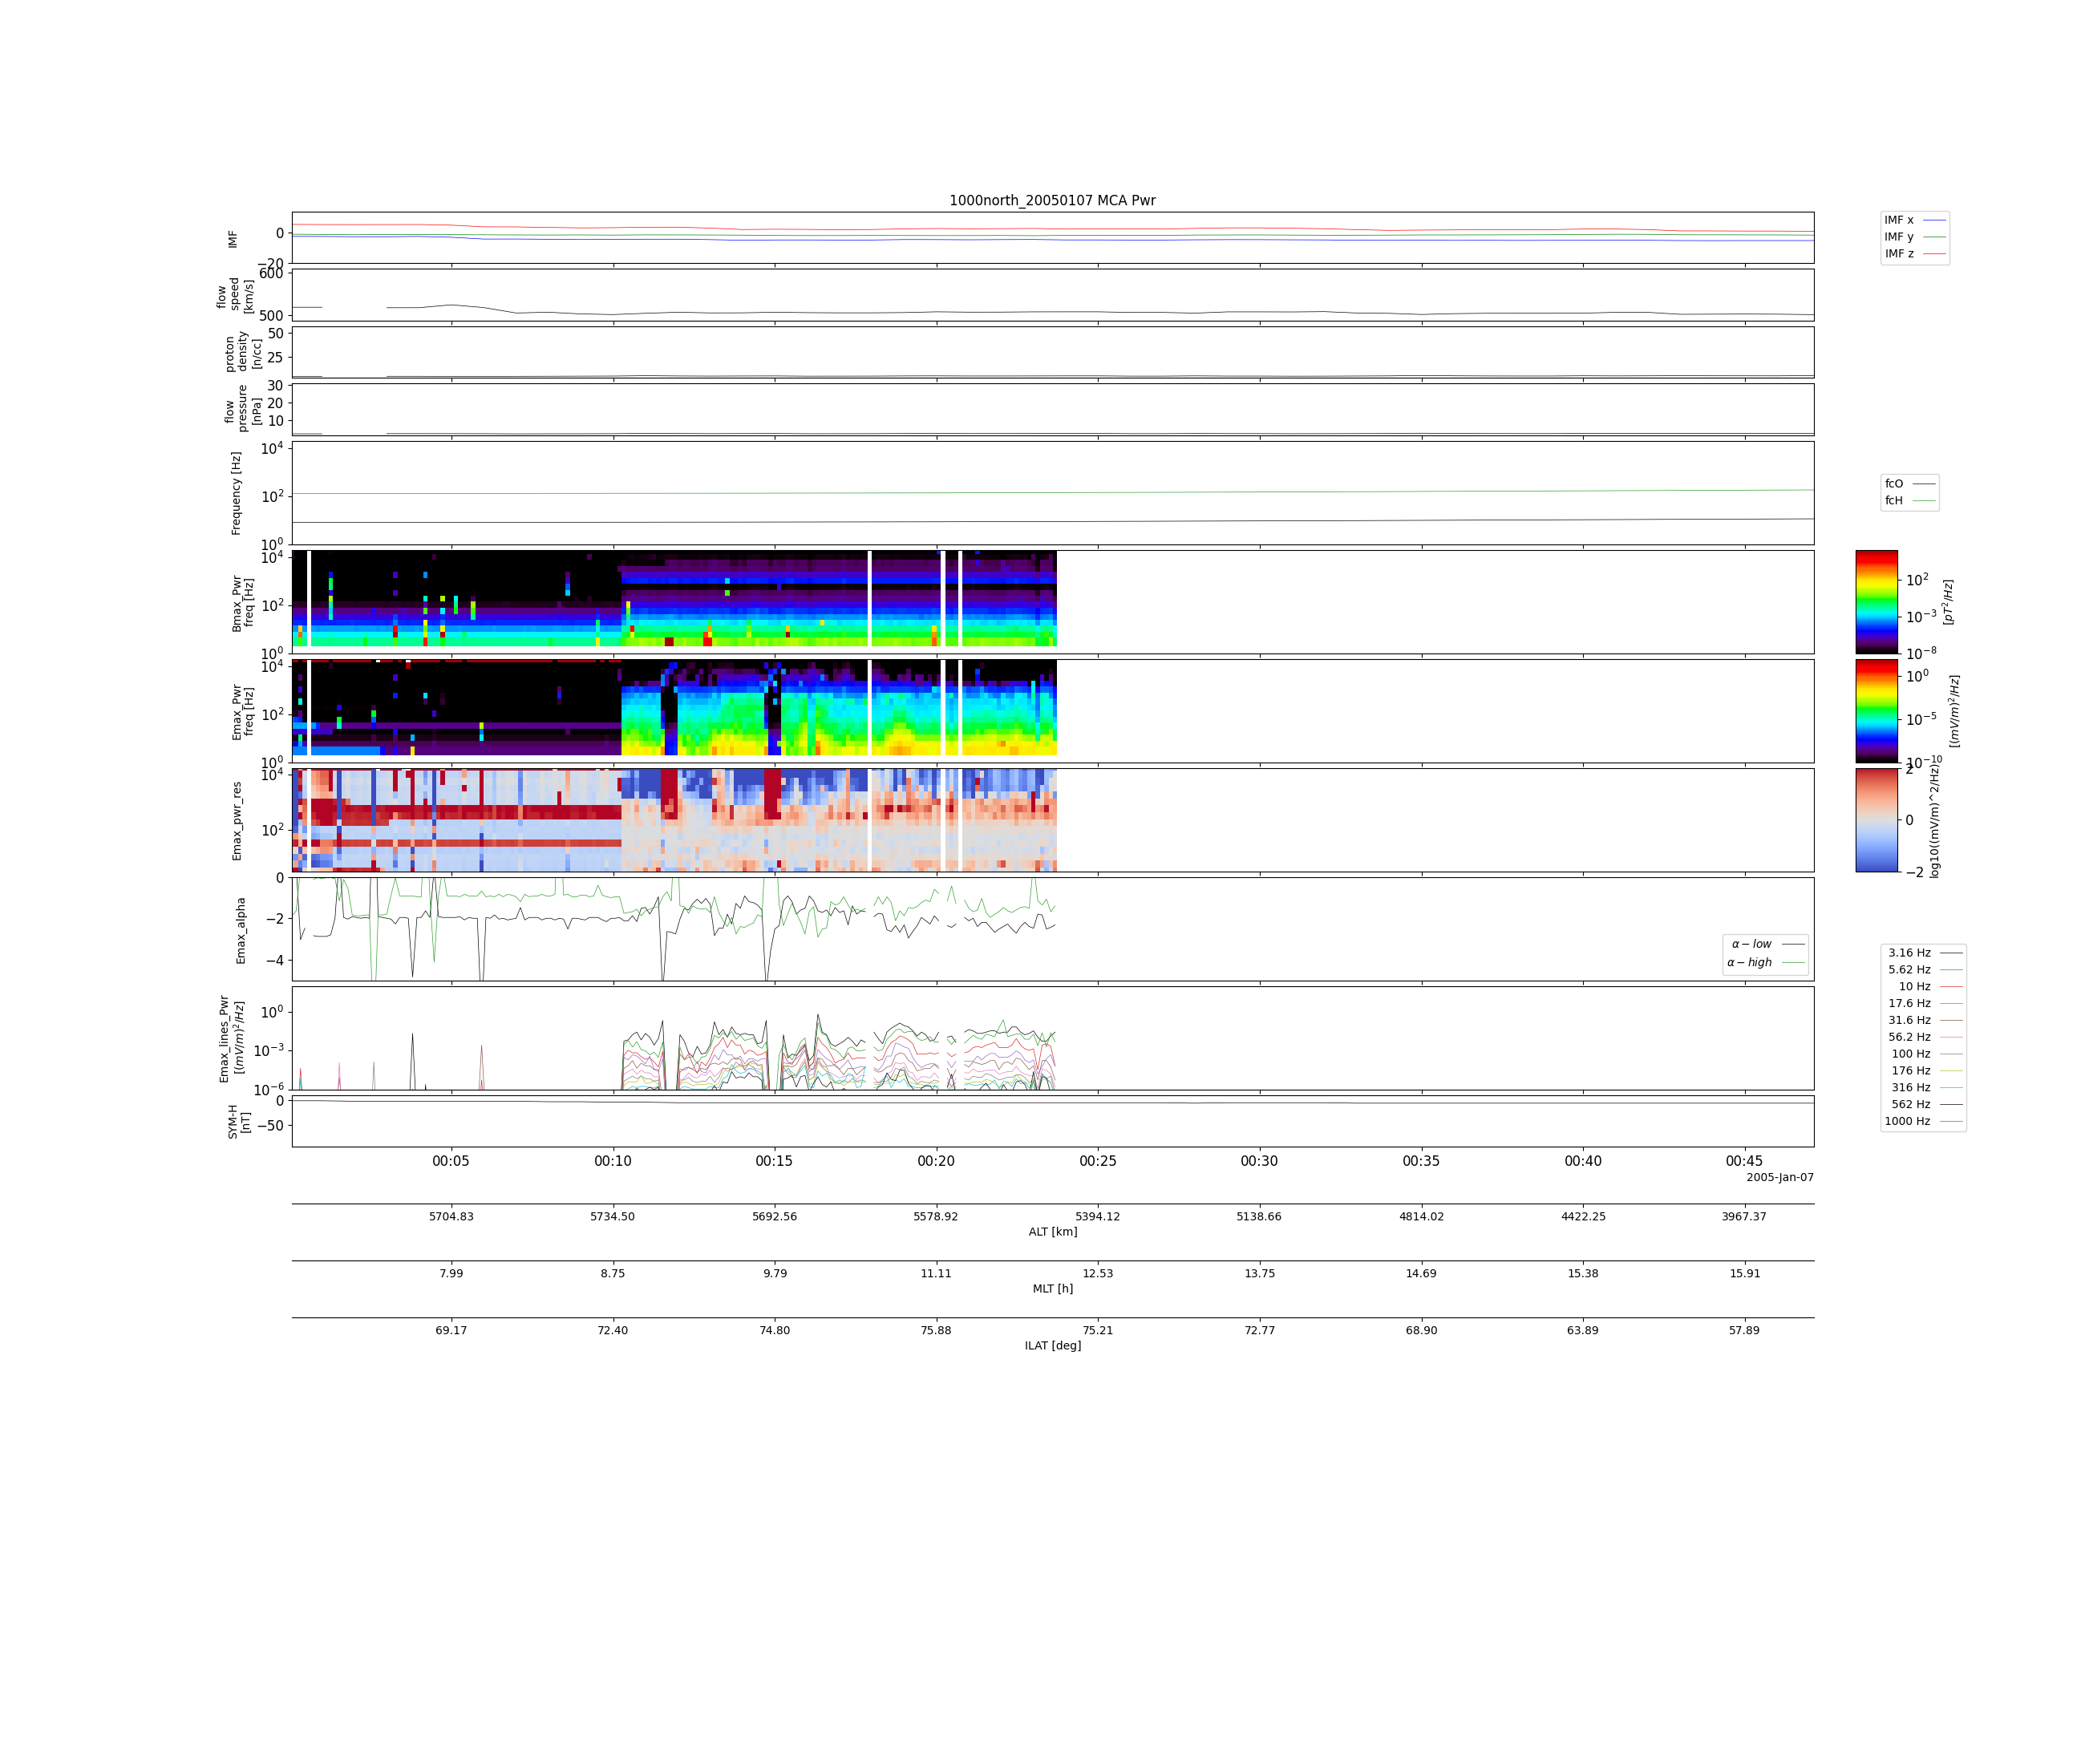 1000north_20050107 MCA Pwr
IMF
0
−20
IMF x
IMF y
IMF z
flow
speed
[km/s]
600
500
proton
density
[n/cc]
50
25
flow
pressure
[nPa]
30
20
10
Frequency [Hz]
10^4
10^2
10^0
fcO
fcH
Bmax_Pwr
freq [Hz]
10^4
10^2
10^0
10^2
10^-3
10^-8
[pT^2/Hz]
Emax_Pwr
freq [Hz]
10^4
10^2
10^0
10^0
10^-5
10^-10
[(mV/m)^2/Hz]
Emax_pwr_res
10^4
10^2
2
0
−2
log10((mV/m)^2/Hz)
Emax_alpha
0
−2
−4
α − low
α − high
Emax_lines_Pwr
[(mV/m)^2/Hz]
10^0
10^-3
10^-6
3.16 Hz
5.62 Hz
10 Hz
17.6 Hz
31.6 Hz
56.2 Hz
100 Hz
176 Hz
316 Hz
562 Hz
1000 Hz
SYM-H
[nT]
0
−50
00:05 00:10 00:15 00:20 00:25 00:30 00:35 00:40 00:45
2005-Jan-07
5704.83 5734.50 5692.56 5578.92 5394.12 5138.66 4814.02 4422.25 3967.37
ALT [km]
7.99 8.75 9.79 11.11 12.53 13.75 14.69 15.38 15.91
MLT [h]
69.17 72.40 74.80 75.88 75.21 72.77 68.90 63.89 57.89
ILAT [deg]